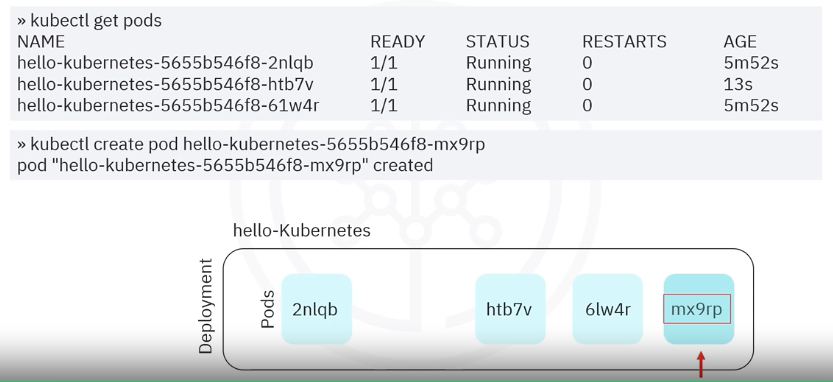 » kubectl get pods
NAME READY STATUS RESTARTS AGE
hello-kubernetes-5655b546f8-2nlqb 1/1 Running 0 5m52s
hello-kubernetes-5655b546f8-htb7v 1/1 Running 0 13s
hello-kubernetes-5655b546f8-61w4r 1/1 Running 0 5m52s
» kubectl create pod hello-kubernetes-5655b546f8-mx9rp
pod "hello-kubernetes-5655b546f8-mx9rp" created
hello-Kubernetes
Deployment
Pods
2nlqb htb7v 6lw4r mx9rp